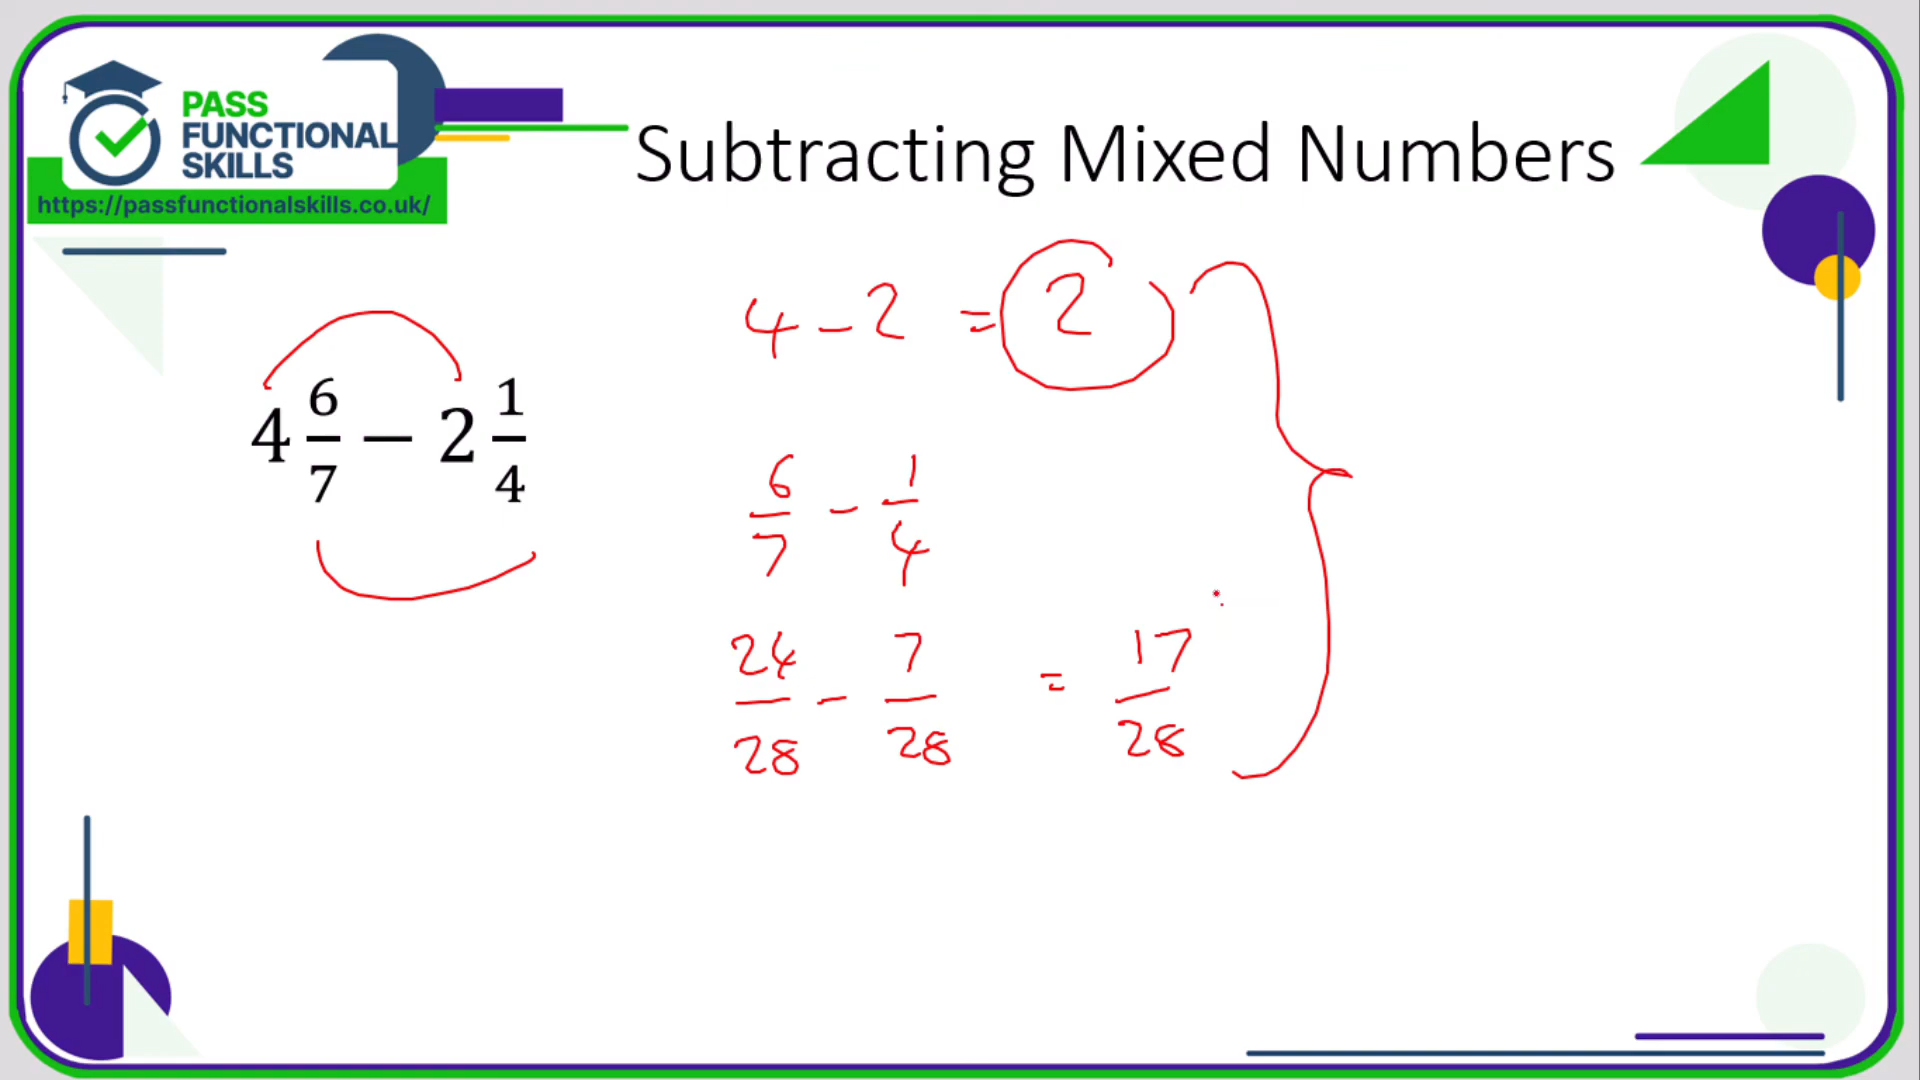 PASS
FUNCTIONAL
SKILLS
https://passfunctionalskills.co.uk/
Subtracting Mixed Numbers
4 6/7 − 2 1/4
4 - 2 = 2
6/7 - 1/4
24/28 - 7/28 = 17/28